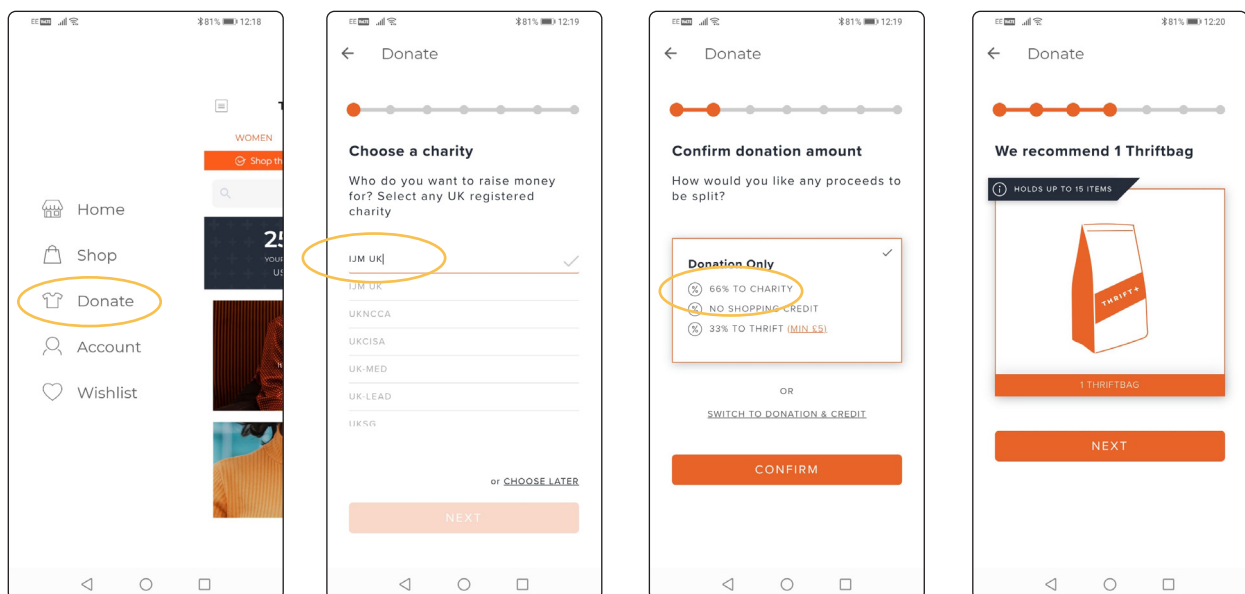 EE 81% 12:18
T
WOMEN
Shop th
Home
Shop
Donate
Account
Wishlist
25
YOUR
US
EE 81% 12:19
Donate
Choose a charity
Who do you want to raise money
for? Select any UK registered
charity
IJM UK
IJM UK
UKNCCA
UKCISA
UK-MED
UK-LEAD
UKSG
or CHOOSE LATER
NEXT
EE 81% 12:19
Donate
Confirm donation amount
How would you like any proceeds to
be split?
Donation Only
66% TO CHARITY
NO SHOPPING CREDIT
33% TO THRIFT (MIN £5)
OR
SWITCH TO DONATION & CREDIT
CONFIRM
EE 81% 12:20
Donate
We recommend 1 Thriftbag
HOLDS UP TO 15 ITEMS
THRIFT+
1 THRIFTBAG
NEXT